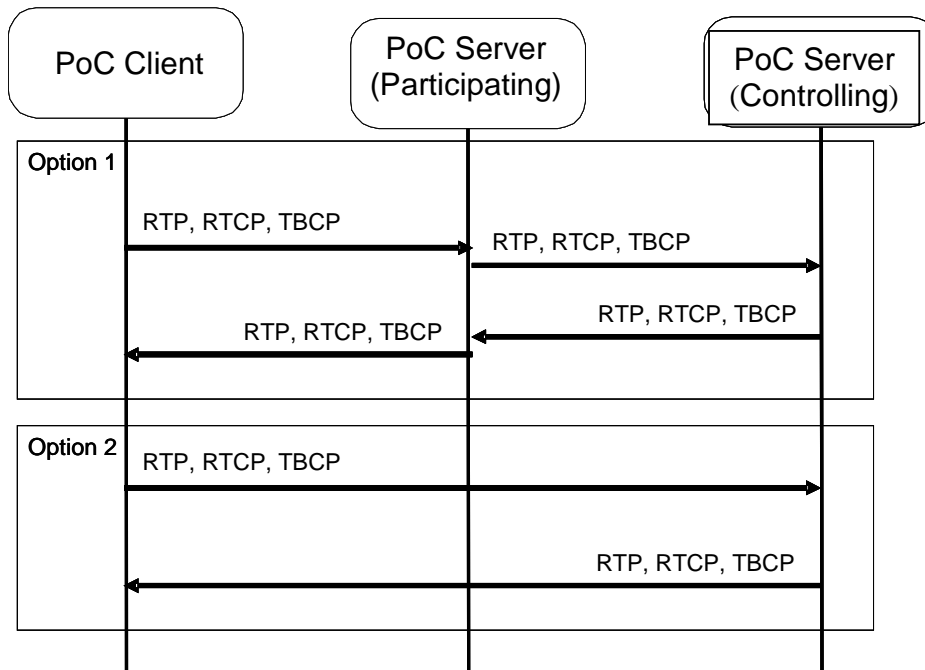 PoC Client
PoC Server
(Participating)
PoC Server
(Controlling)
Option 1
RTP, RTCP, TBCP
RTP, RTCP, TBCP
RTP, RTCP, TBCP
RTP, RTCP, TBCP
Option 2
RTP, RTCP, TBCP
RTP, RTCP, TBCP